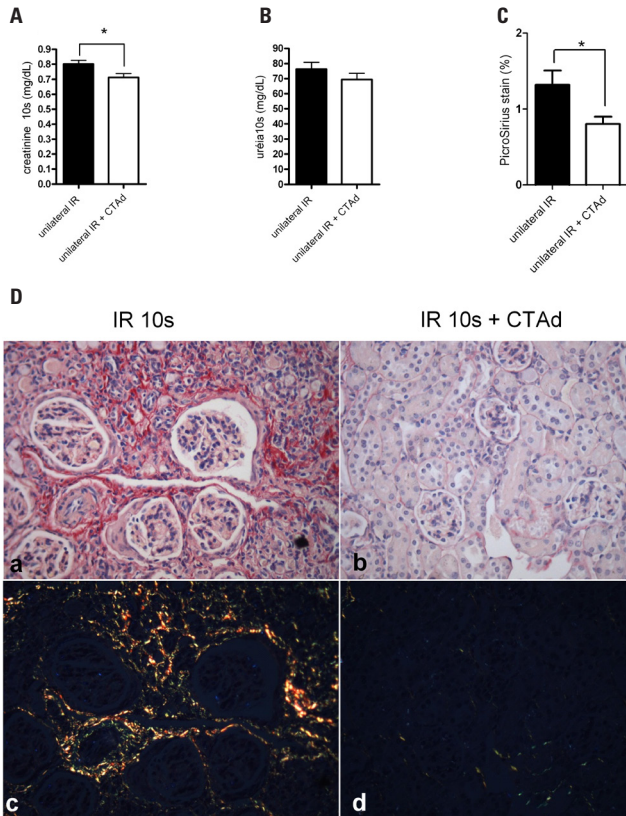 A
*
creatinine 10s (mg/dL)
0.9
0.8
0.7
0.6
0.5
0.4
0.3
0.2
0.1
0.0
unilateral IR
unilateral IR + CTAd
B
uréia10s (mg/dL)
90
80
70
60
50
40
30
20
10
0
unilateral IR
unilateral IR + CTAd
C
*
PicroSirius stain (%)
2
1
0
unilateral IR
unilateral IR + CTAd
D
IR 10s
IR 10s + CTAd
a
b
c
d